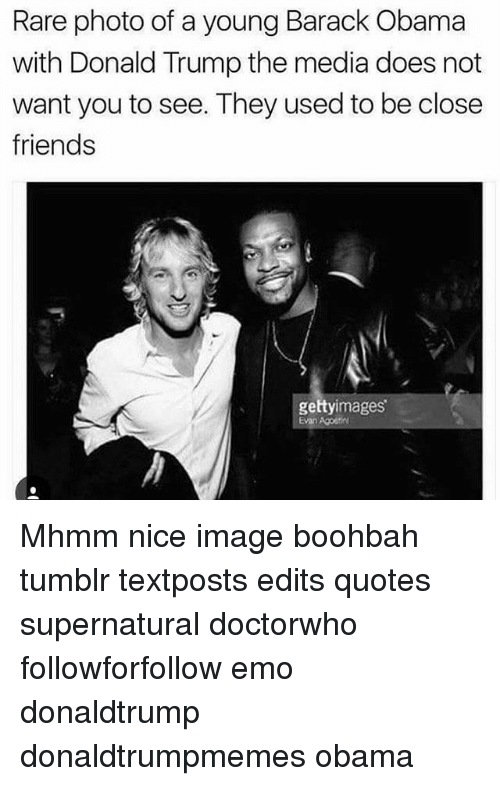 Rare photo of a young Barack Obama
with Donald Trump the media does not
want you to see. They used to be close
friends
gettyimages
Evan Agostini
Mhmm nice image boohbah
tumblr textposts edits quotes
supernatural doctorwho
followforfollow emo
donaldtrump
donaldtrumpmemes obama